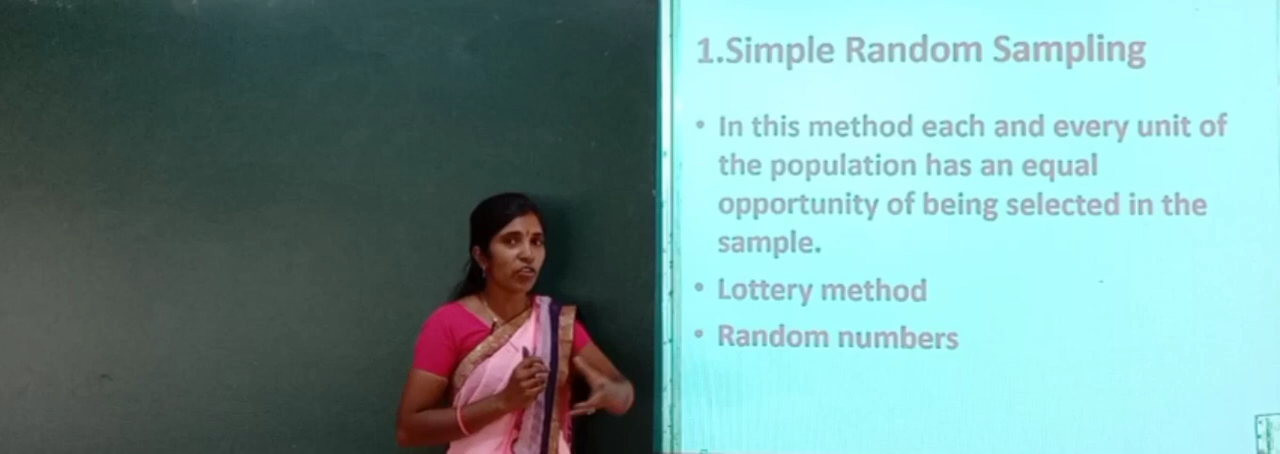 1.Simple Random Sampling
• In this method each and every unit of
the population has an equal
opportunity of being selected in the
sample.
• Lottery method
• Random numbers